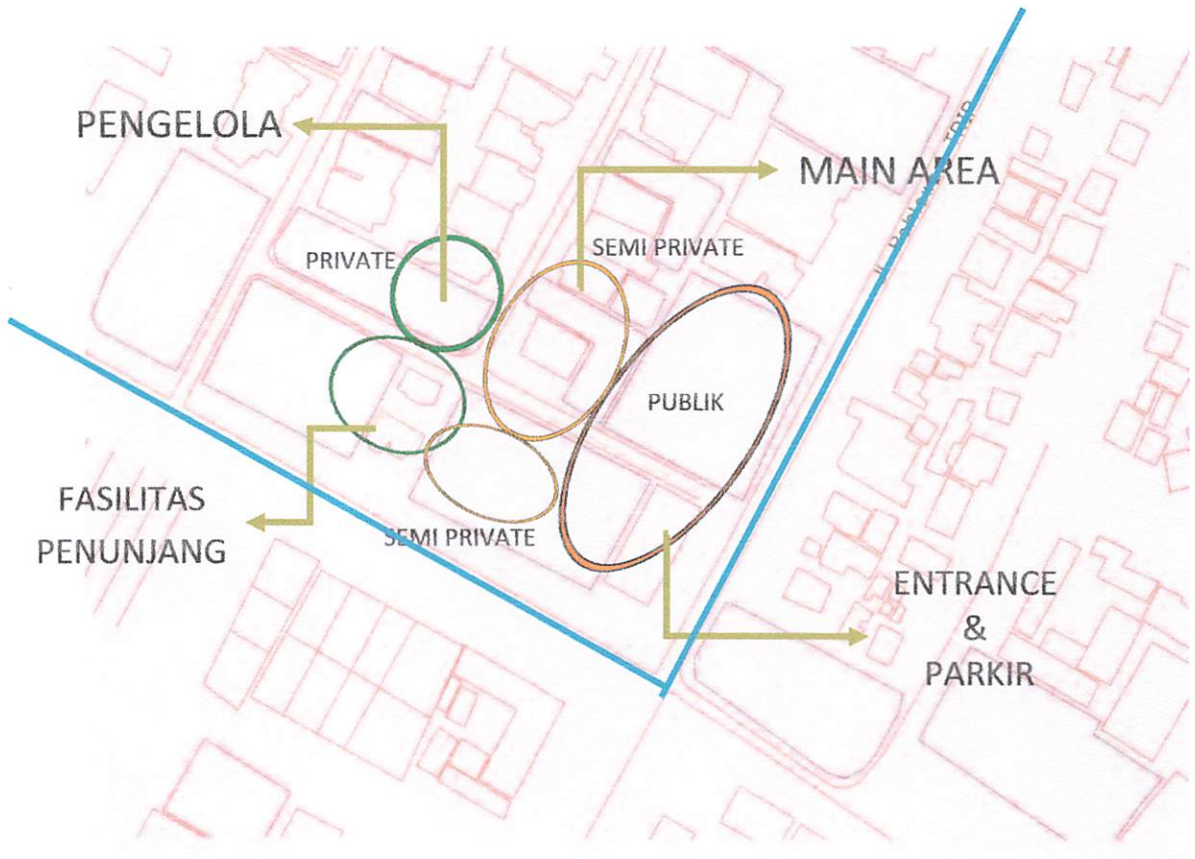 PENGELOLA
MAIN AREA
SEMI PRIVATE
PRIVATE
PUBLIK
FASILITAS
PENUNJANG
SEMI PRIVATE
ENTRANCE
&
PARKIR